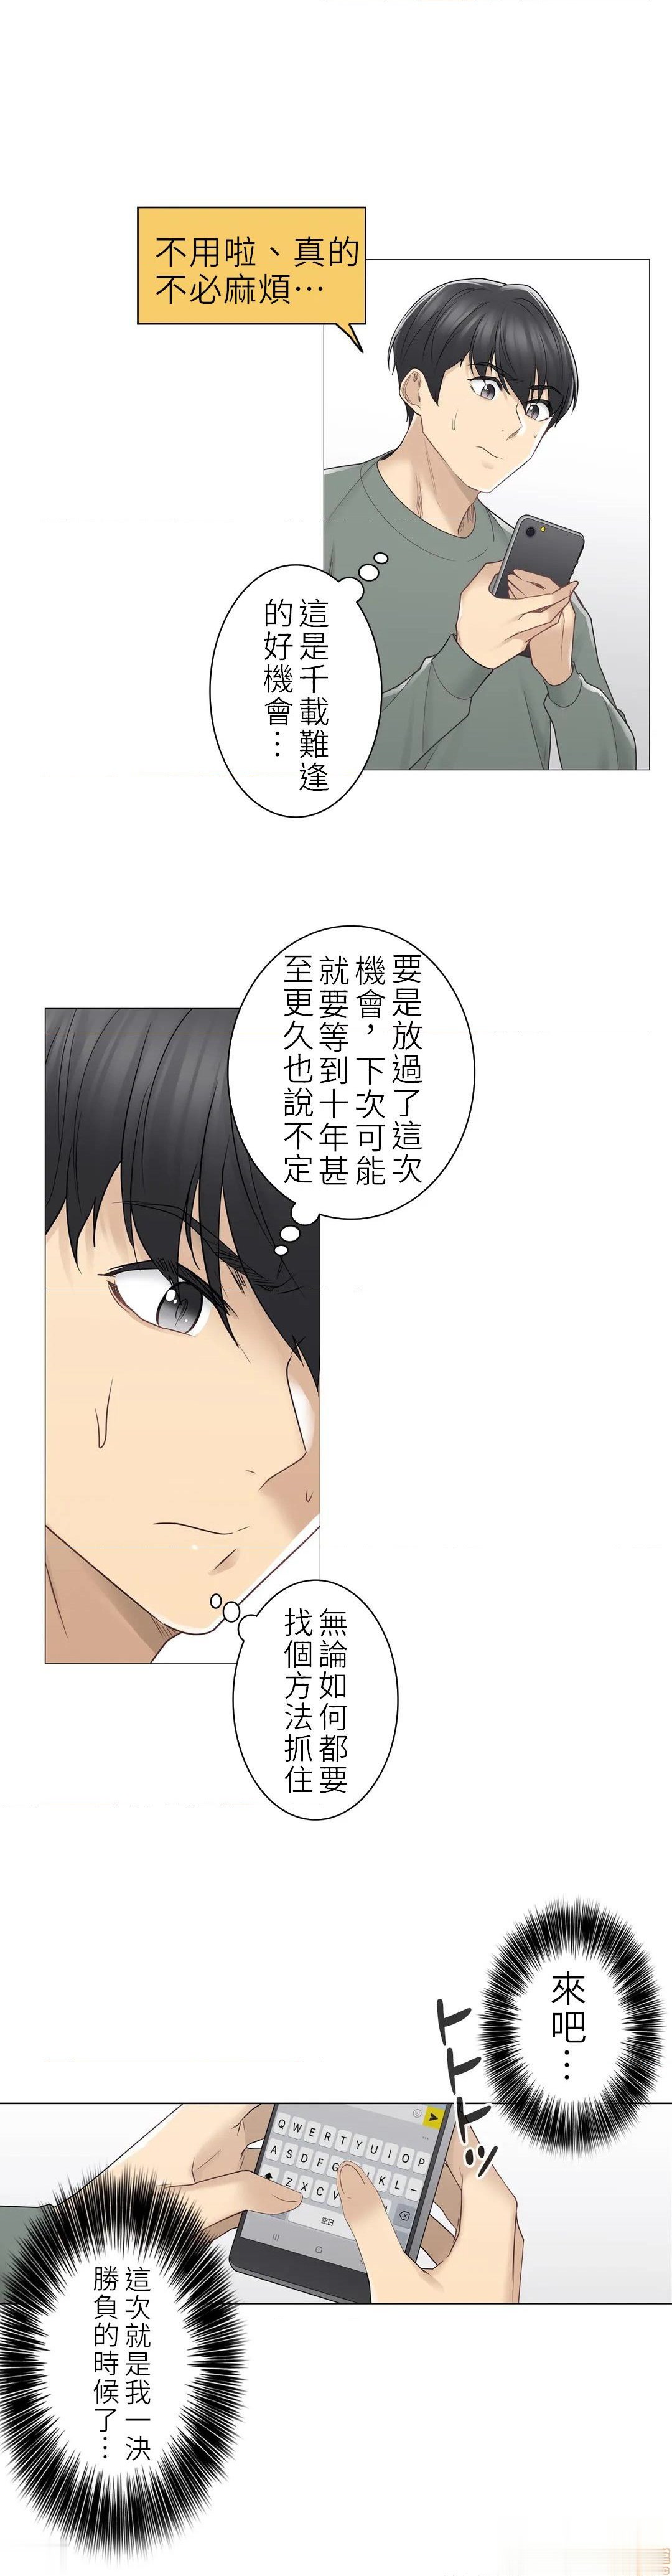 不用啦、真的
不必麻煩…
這是千載難逢
的好機會…
要是放過了這次
機會，下次可能
就要等到十年甚
至更久也說不定
無論如何都要
找個方法抓住
來吧…
トトトッ
QWERTYUIOP
空白
這次就是我一決
勝負的時候了…